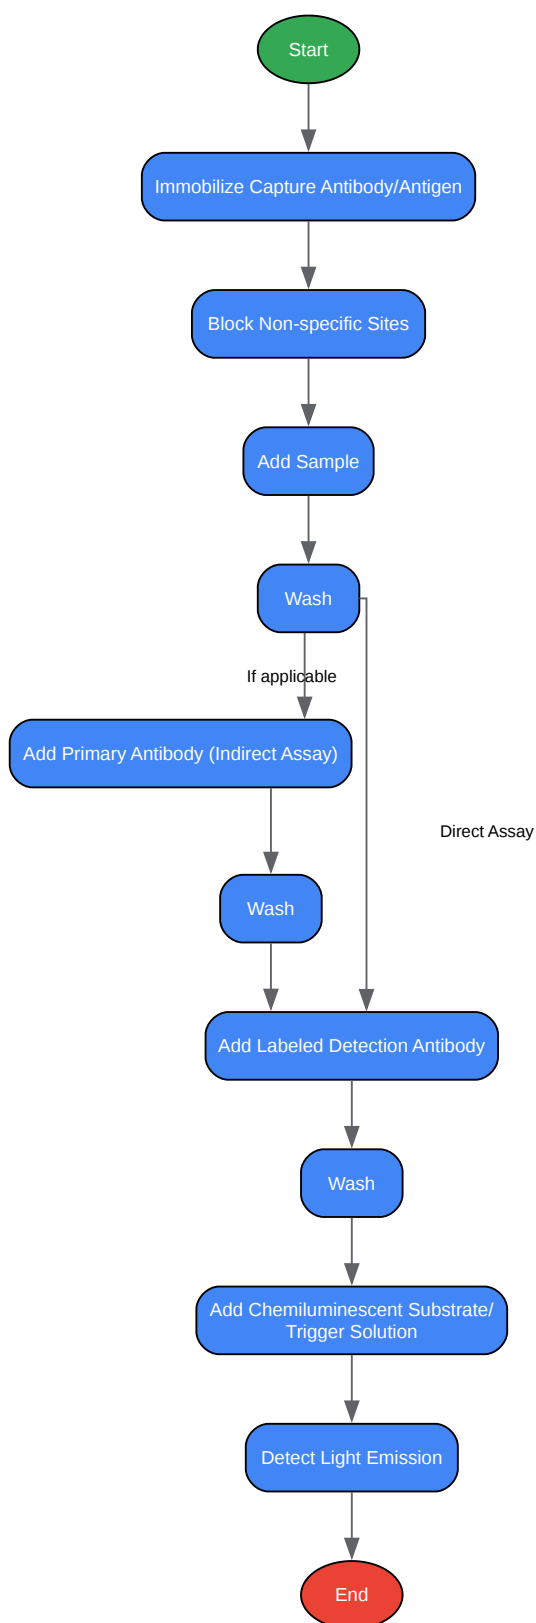 Start
Immobilize Capture Antibody/Antigen
Block Non-specific Sites
Add Sample
Wash
If applicable
Add Primary Antibody (Indirect Assay)
Direct Assay
Wash
Add Labeled Detection Antibody
Wash
Add Chemiluminescent Substrate/
Trigger Solution
Detect Light Emission
End